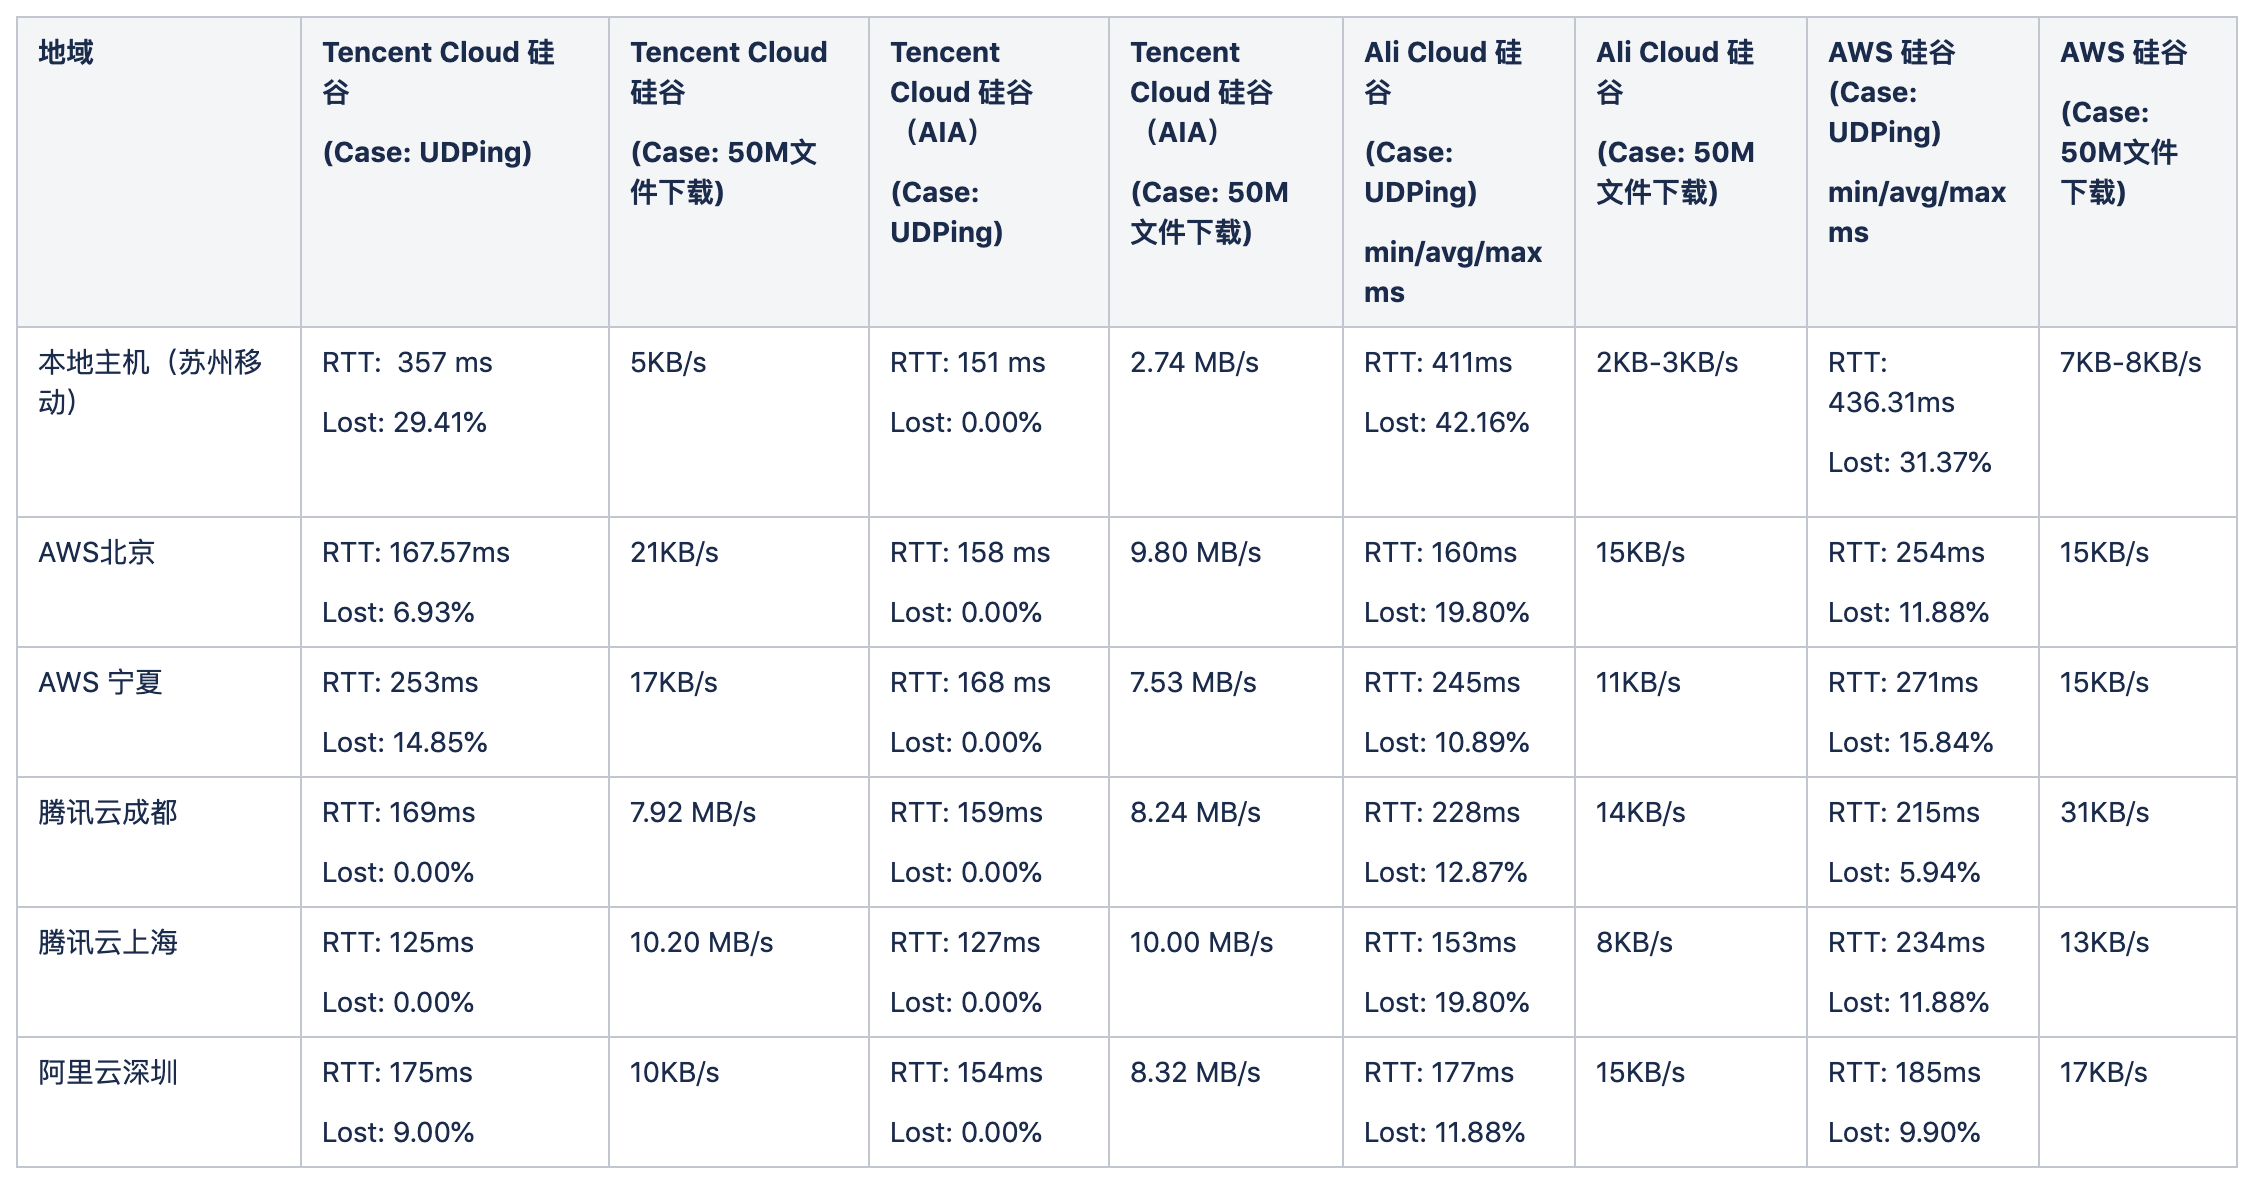 地域
Tencent Cloud 硅
谷
(Case: UDPing)
Tencent Cloud
硅谷
(Case: 50M文
件下载)
Tencent
Cloud 硅谷
（AIA）
(Case:
UDPing)
Tencent
Cloud 硅谷
（AIA）
(Case: 50M
文件下载)
Ali Cloud 硅
谷
(Case:
UDPing)
min/avg/max
ms
Ali Cloud 硅
谷
(Case: 50M
文件下载)
AWS 硅谷
(Case:
UDPing)
min/avg/max
ms
AWS 硅谷
(Case:
50M文件
下载)
本地主机（苏州移
动）
RTT:  357 ms
Lost: 29.41%
5KB/s
RTT: 151 ms
Lost: 0.00%
2.74 MB/s
RTT: 411ms
Lost: 42.16%
2KB-3KB/s
RTT:
436.31ms
Lost: 31.37%
7KB-8KB/s
AWS北京
RTT: 167.57ms
Lost: 6.93%
21KB/s
RTT: 158 ms
Lost: 0.00%
9.80 MB/s
RTT: 160ms
Lost: 19.80%
15KB/s
RTT: 254ms
Lost: 11.88%
15KB/s
AWS 宁夏
RTT: 253ms
Lost: 14.85%
17KB/s
RTT: 168 ms
Lost: 0.00%
7.53 MB/s
RTT: 245ms
Lost: 10.89%
11KB/s
RTT: 271ms
Lost: 15.84%
15KB/s
腾讯云成都
RTT: 169ms
Lost: 0.00%
7.92 MB/s
RTT: 159ms
Lost: 0.00%
8.24 MB/s
RTT: 228ms
Lost: 12.87%
14KB/s
RTT: 215ms
Lost: 5.94%
31KB/s
腾讯云上海
RTT: 125ms
Lost: 0.00%
10.20 MB/s
RTT: 127ms
Lost: 0.00%
10.00 MB/s
RTT: 153ms
Lost: 19.80%
8KB/s
RTT: 234ms
Lost: 11.88%
13KB/s
阿里云深圳
RTT: 175ms
Lost: 9.00%
10KB/s
RTT: 154ms
Lost: 0.00%
8.32 MB/s
RTT: 177ms
Lost: 11.88%
15KB/s
RTT: 185ms
Lost: 9.90%
17KB/s